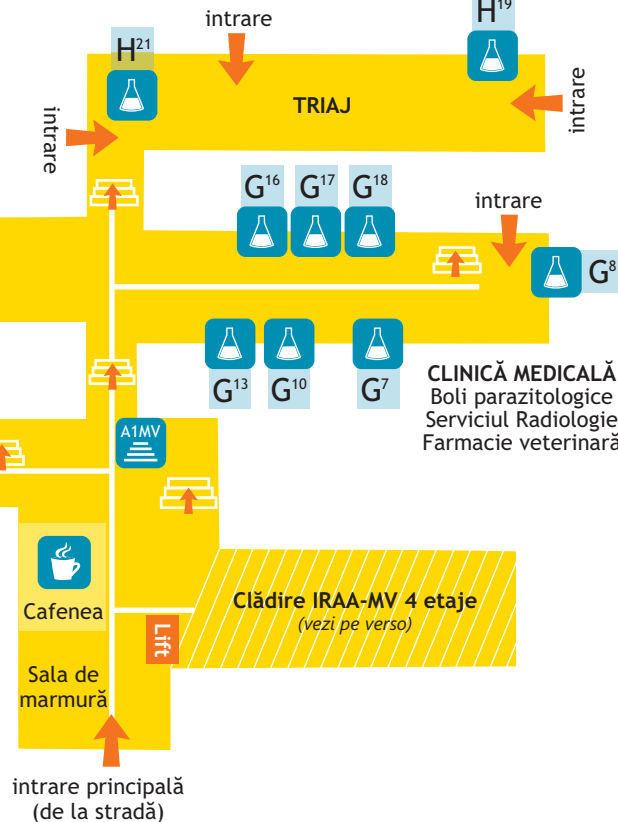 H19
intrare
H21
TRIAJ
intrare
intrare
G16 G17 G18
intrare
G8
G13 G10 G7
CLINICĂ MEDICALĂ
Boli parazitologice
Serviciul Radiologie
Farmacie veterinară
A1MV
Cafenea
Clădire IRAA-MV 4 etaje
(vezi pe verso)
Lift
Sala de
marmură
intrare principală
(de la stradă)